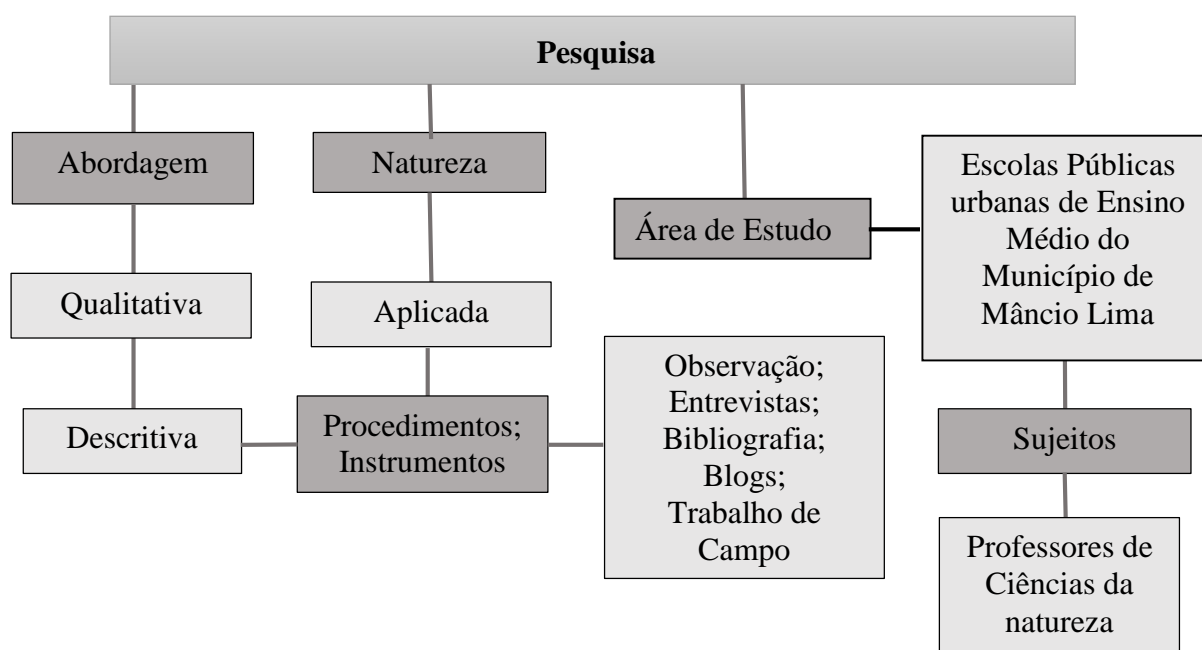 Pesquisa
Abordagem
Natureza
Área de Estudo
Escolas Públicas
urbanas de Ensino
Médio do
Município de
Mâncio Lima
Qualitativa
Aplicada
Descritiva
Procedimentos;
Instrumentos
Observação;
Entrevistas;
Bibliografia;
Blogs;
Trabalho de
Campo
Sujeitos
Professores de
Ciências da
natureza